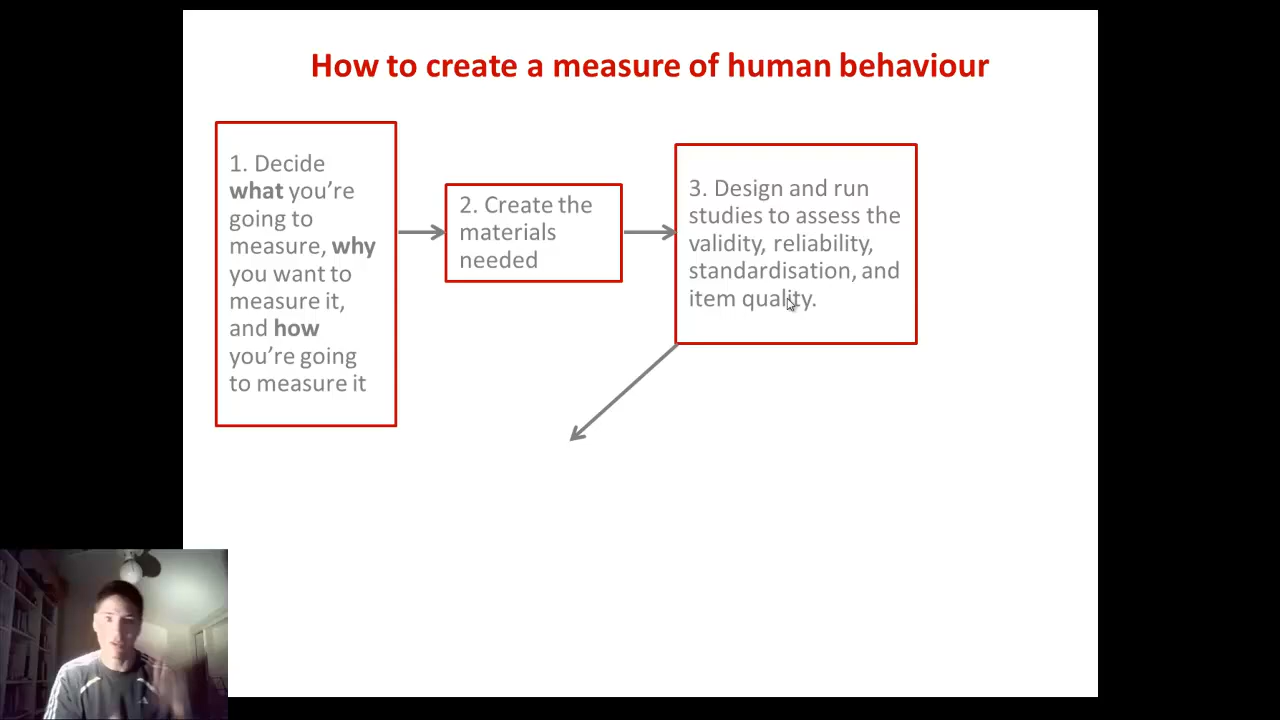 How to create a measure of human behaviour
1. Decide
what you're
going to
measure, why
you want to
measure it,
and how
you're going
to measure it
2. Create the
materials
needed
3. Design and run
studies to assess the
validity, reliability,
standardisation, and
item quality.